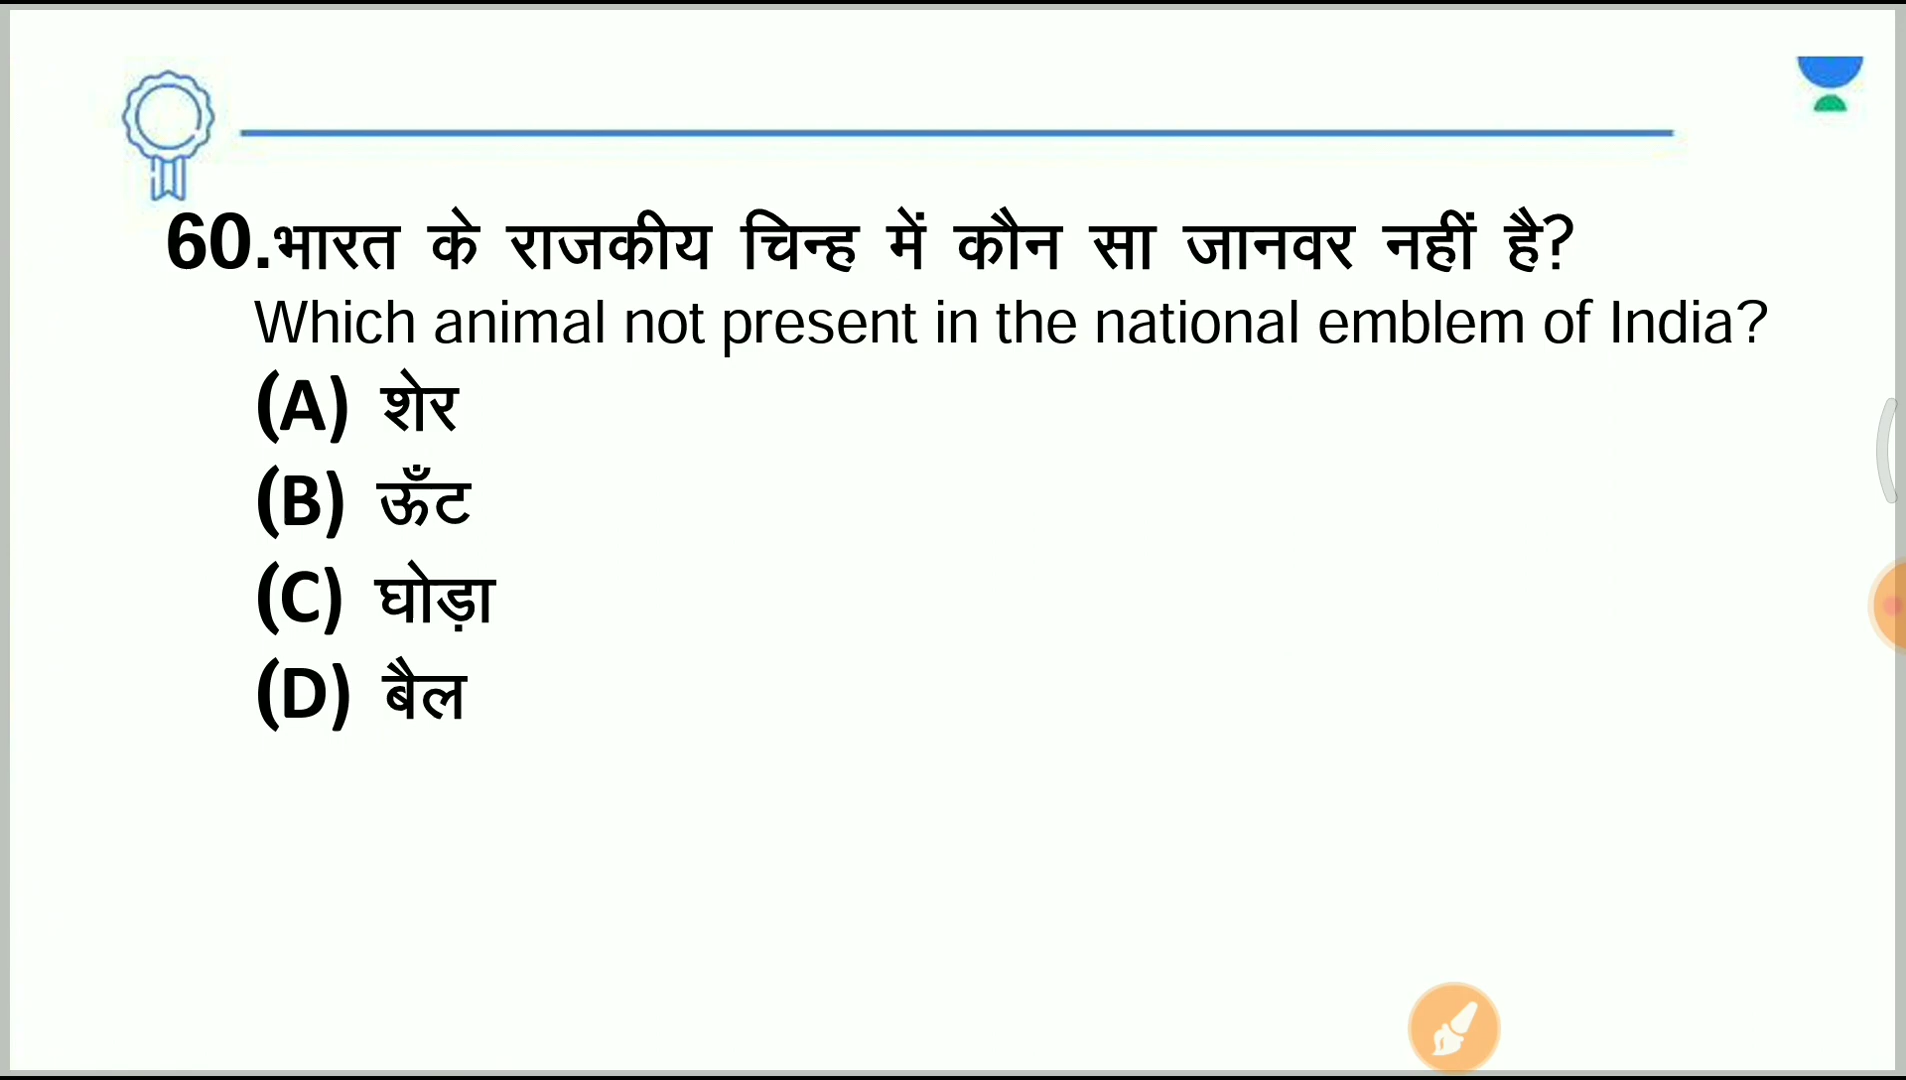 60.भारत के राजकीय चिन्ह में कौन सा जानवर नहीं है?
Which animal not present in the national emblem of India?
(A) शेर
(B) ऊँट
(C) घोड़ा
(D) बैल